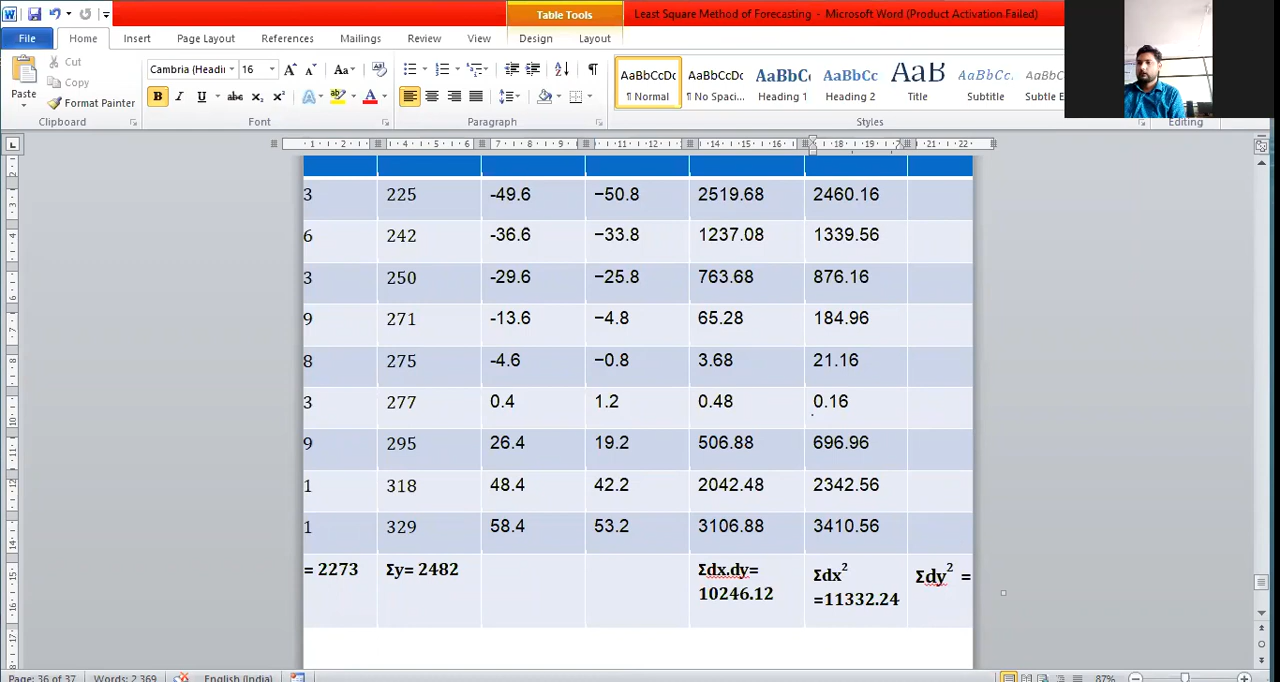 Table Tools
Least Square Method of Forecasting - Microsoft Word (Product Activation Failed)
File Home Insert Page Layout References Mailings Review View Design Layout
Cut
Copy
Format Painter
Paste
Cambria (Headi 16
AaBbCcDc AaBbCcDc AaBbCc AaBbCc AaB AaBbCcDc AaBbCcD
¶ Normal ¶ No Spaci... Heading 1 Heading 2 Title Subtitle Subtle E
Clipboard Font Paragraph Styles Editing
3 225 -49.6 −50.8 2519.68 2460.16
6 242 -36.6 −33.8 1237.08 1339.56
3 250 -29.6 −25.8 763.68 876.16
9 271 -13.6 −4.8 65.28 184.96
8 275 -4.6 −0.8 3.68 21.16
3 277 0.4 1.2 0.48 0.16
9 295 26.4 19.2 506.88 696.96
1 318 48.4 42.2 2042.48 2342.56
1 329 58.4 53.2 3106.88 3410.56
= 2273 Σy= 2482 Σdx.dy= Σdx² Σdy² =
10246.12 =11332.24
Page: 36 of 37 Words: 2,369 English (India) 87%